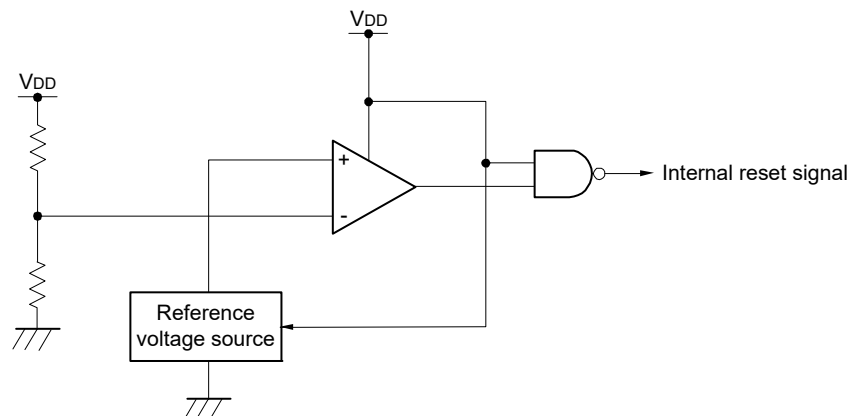 VDD
VDD
+
-
Internal reset signal
Reference
voltage source